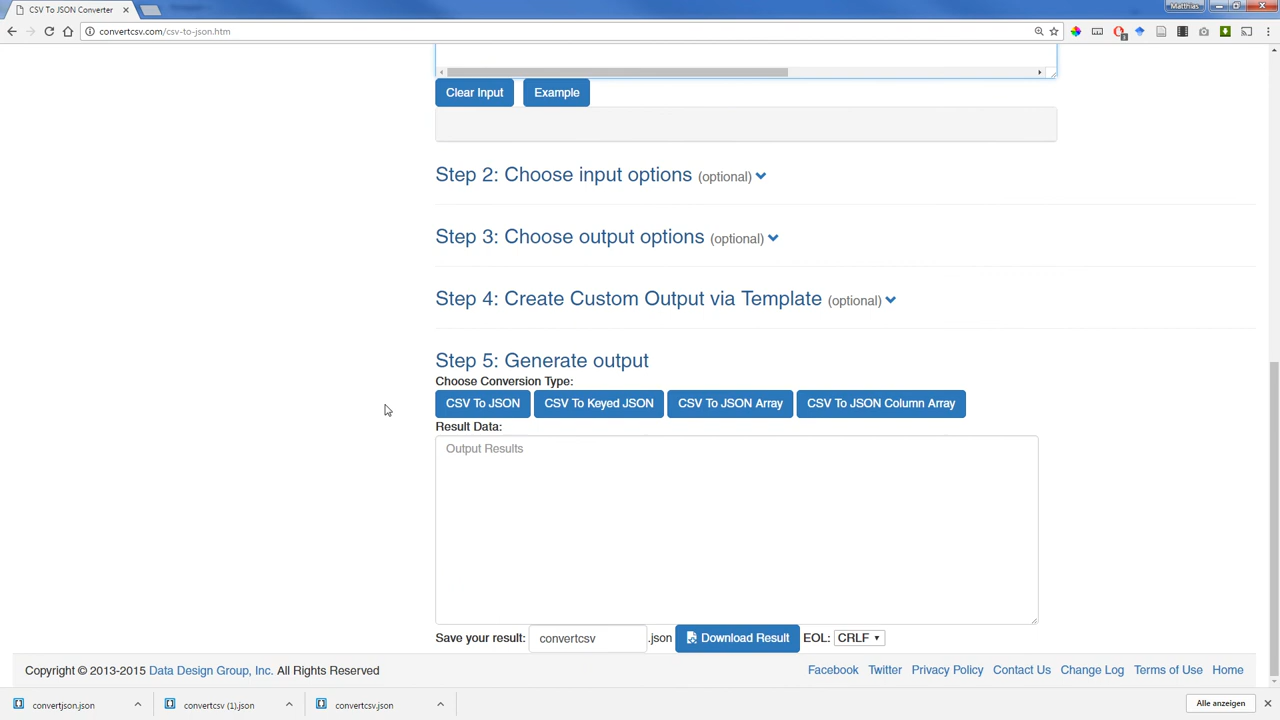 CSV To JSON Converter
Matthias
convertcsv.com/csv-to-json.htm
Clear Input
Example
Step 2: Choose input options (optional)
Step 3: Choose output options (optional)
Step 4: Create Custom Output via Template (optional)
Step 5: Generate output
Choose Conversion Type:
CSV To JSON CSV To Keyed JSON CSV To JSON Array CSV To JSON Column Array
Result Data:
Output Results
Save your result: convertcsv .json Download Result EOL: CRLF
Copyright © 2013-2015 Data Design Group, Inc. All Rights Reserved
Facebook Twitter Privacy Policy Contact Us Change Log Terms of Use Home
convertjson.json convertcsv (1).json convertcsv.json Alle anzeigen